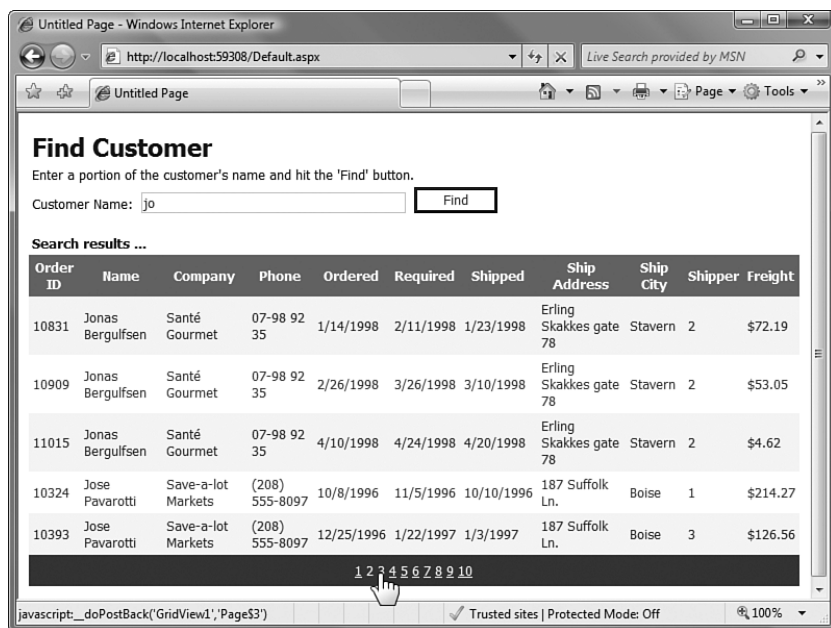 Untitled Page - Windows Internet Explorer
http://localhost:59308/Default.aspx
Live Search provided by MSN
Untitled Page
Page
Tools
Find Customer
Enter a portion of the customer's name and hit the 'Find' button.
Customer Name: jo Find
Search results ...
Order ID Name Company Phone Ordered Required Shipped Ship Address Ship City Shipper Freight
10831 Jonas Bergulfsen Santé Gourmet 07-98 92 35 1/14/1998 2/11/1998 1/23/1998 Erling Skakkes gate 78 Stavern 2 $72.19
10909 Jonas Bergulfsen Santé Gourmet 07-98 92 35 2/26/1998 3/26/1998 3/10/1998 Erling Skakkes gate 78 Stavern 2 $53.05
11015 Jonas Bergulfsen Santé Gourmet 07-98 92 35 4/10/1998 4/24/1998 4/20/1998 Erling Skakkes gate 78 Stavern 2 $4.62
10324 Jose Pavarotti Save-a-lot Markets (208) 555-8097 10/8/1996 11/5/1996 10/10/1996 187 Suffolk Ln. Boise 1 $214.27
10393 Jose Pavarotti Save-a-lot Markets (208) 555-8097 12/25/1996 1/22/1997 1/3/1997 187 Suffolk Ln. Boise 3 $126.56
1 2 3 4 5 6 7 8 9 10
javascript:__doPostBack('GridView1','Page$3')
Trusted sites | Protected Mode: Off
100%